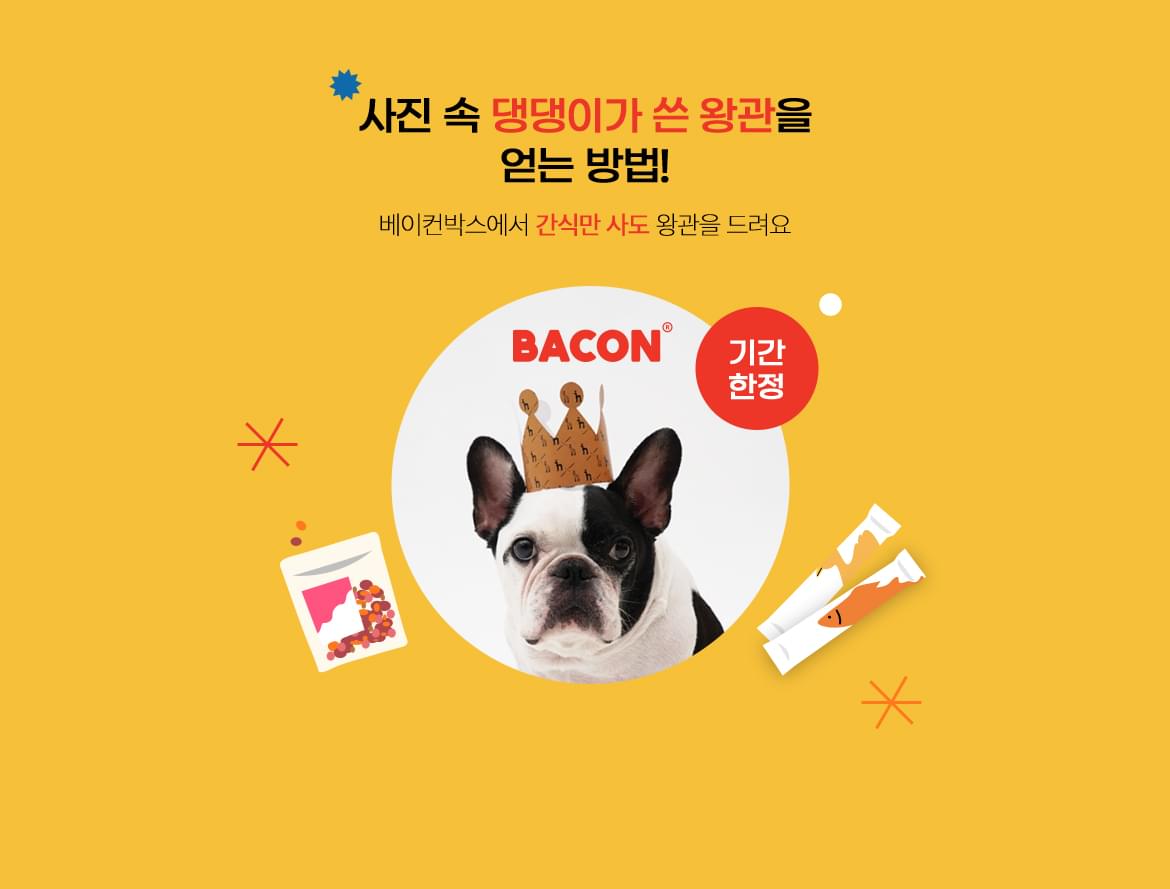 사진 속 댕댕이가 쓴 왕관을
얻는 방법!
베이컨박스에서 간식만 사도 왕관을 드려요
BACON®
기간
한정